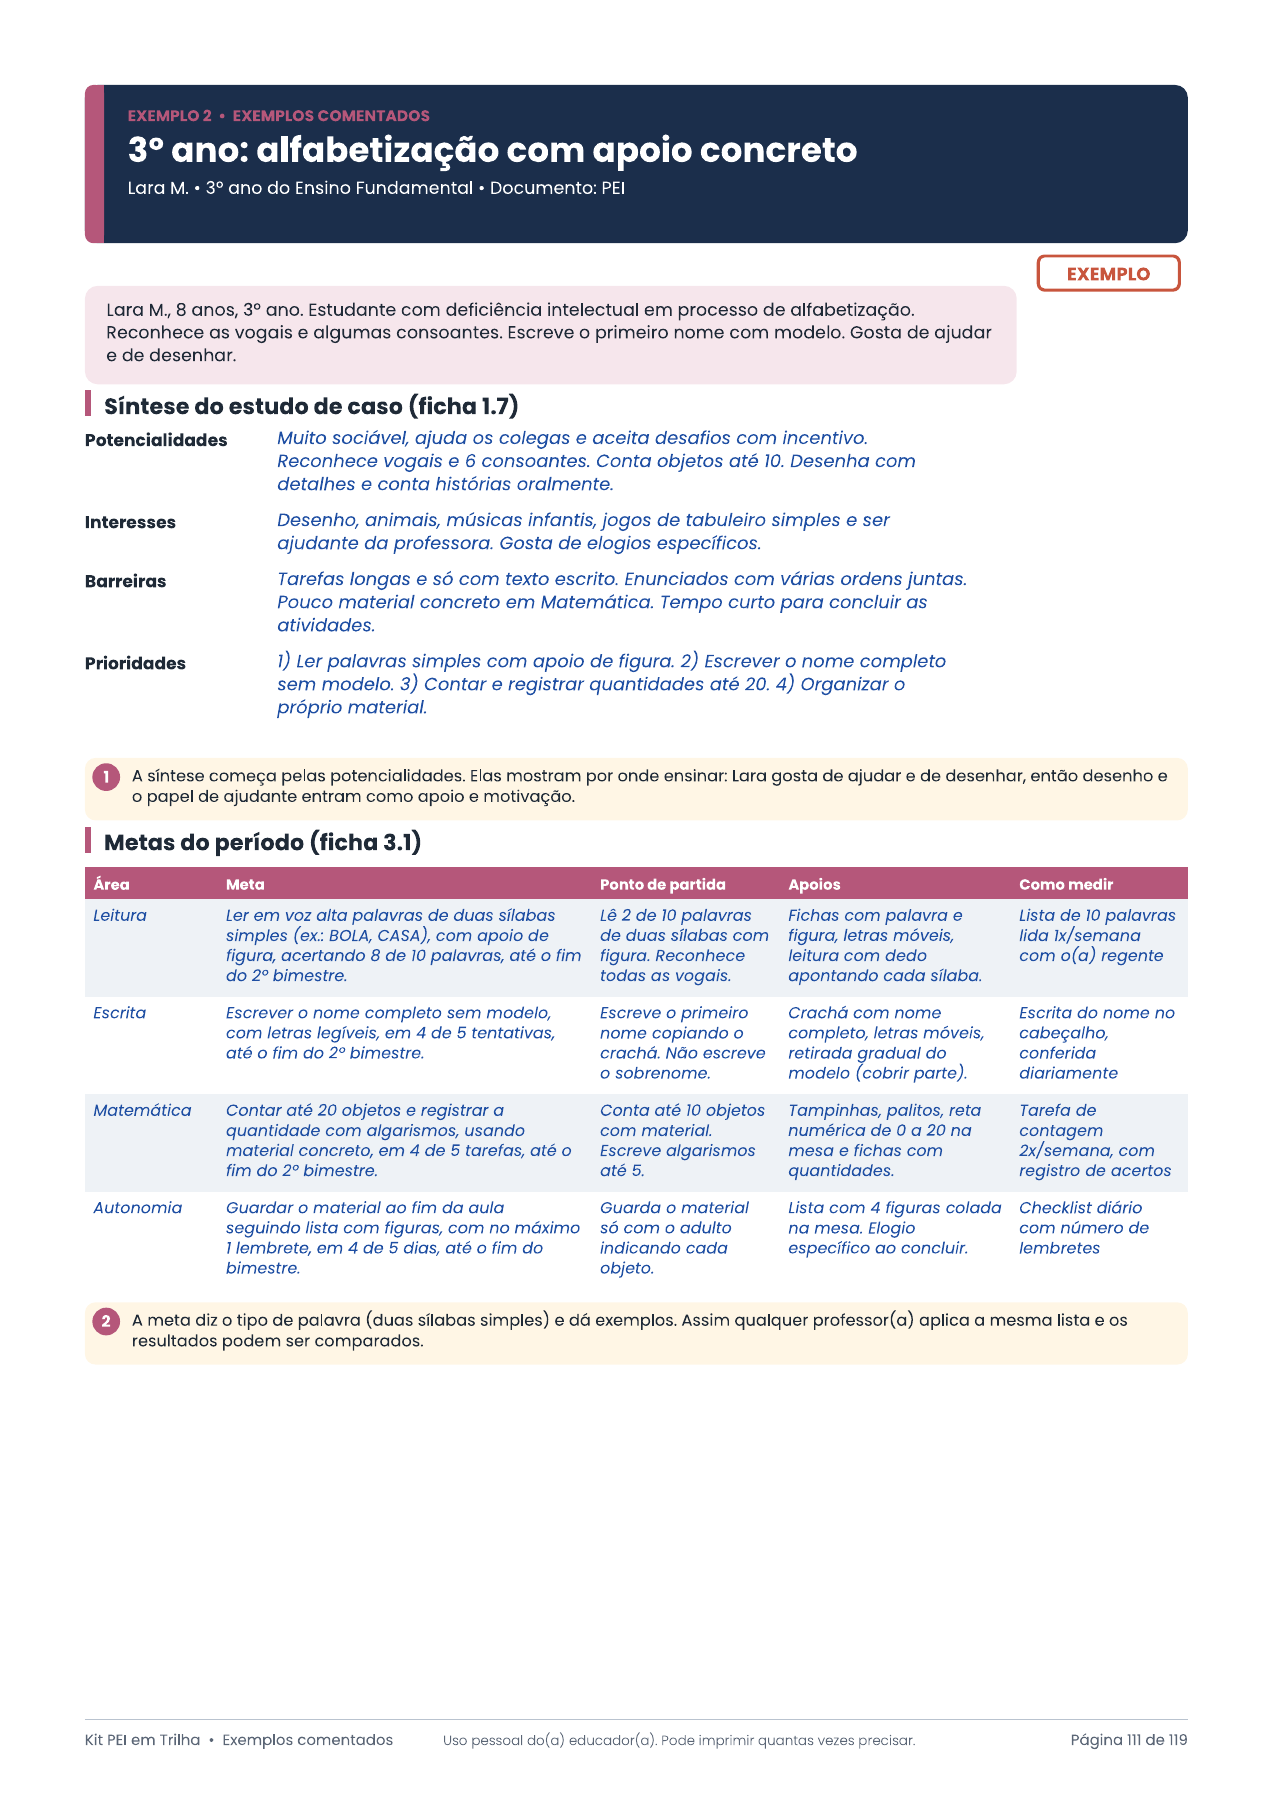 EXEMPLO 2 • EXEMPLOS COMENTADOS
3º ano: alfabetização com apoio concreto
Lara M. • 3º ano do Ensino Fundamental • Documento: PEI
EXEMPLO
Lara M., 8 anos, 3º ano. Estudante com deficiência intelectual em processo de alfabetização.
Reconhece as vogais e algumas consoantes. Escreve o primeiro nome com modelo. Gosta de ajudar
e de desenhar.
Síntese do estudo de caso (ficha 1.7)
Potencialidades
Muito sociável, ajuda os colegas e aceita desafios com incentivo.
Reconhece vogais e 6 consoantes. Conta objetos até 10. Desenha com
detalhes e conta histórias oralmente.
Interesses
Desenho, animais, músicas infantis, jogos de tabuleiro simples e ser
ajudante da professora. Gosta de elogios específicos.
Barreiras
Tarefas longas e só com texto escrito. Enunciados com várias ordens juntas.
Pouco material concreto em Matemática. Tempo curto para concluir as
atividades.
Prioridades
1) Ler palavras simples com apoio de figura. 2) Escrever o nome completo
sem modelo. 3) Contar e registrar quantidades até 20. 4) Organizar o
próprio material.
1
A síntese começa pelas potencialidades. Elas mostram por onde ensinar: Lara gosta de ajudar e de desenhar, então desenho e
o papel de ajudante entram como apoio e motivação.
Metas do período (ficha 3.1)
Área
Meta
Ponto de partida
Apoios
Como medir
Leitura
Ler em voz alta palavras de duas sílabas
simples (ex.: BOLA, CASA), com apoio de
figura, acertando 8 de 10 palavras, até o fim
do 2º bimestre.
Lê 2 de 10 palavras
de duas sílabas com
figura. Reconhece
todas as vogais.
Fichas com palavra e
figura, letras móveis,
leitura com dedo
apontando cada sílaba.
Lista de 10 palavras
lida 1x/semana
com o(a) regente
Escrita
Escrever o nome completo sem modelo,
com letras legíveis, em 4 de 5 tentativas,
até o fim do 2º bimestre.
Escreve o primeiro
nome copiando o
crachá. Não escreve
o sobrenome.
Crachá com nome
completo, letras móveis,
retirada gradual do
modelo (cobrir parte).
Escrita do nome no
cabeçalho,
conferida
diariamente
Matemática
Contar até 20 objetos e registrar a
quantidade com algarismos, usando
material concreto, em 4 de 5 tarefas, até o
fim do 2º bimestre.
Conta até 10 objetos
com material.
Escreve algarismos
até 5.
Tampinhas, palitos, reta
numérica de 0 a 20 na
mesa e fichas com
quantidades.
Tarefa de
contagem
2x/semana, com
registro de acertos
Autonomia
Guardar o material ao fim da aula
seguindo lista com figuras, com no máximo
1 lembrete, em 4 de 5 dias, até o fim do
bimestre.
Guarda o material
só com o adulto
indicando cada
objeto.
Lista com 4 figuras colada
na mesa. Elogio
específico ao concluir.
Checklist diário
com número de
lembretes
2
A meta diz o tipo de palavra (duas sílabas simples) e dá exemplos. Assim qualquer professor(a) aplica a mesma lista e os
resultados podem ser comparados.
Kit PEI em Trilha • Exemplos comentados
Uso pessoal do(a) educador(a). Pode imprimir quantas vezes precisar.
Página 111 de 119